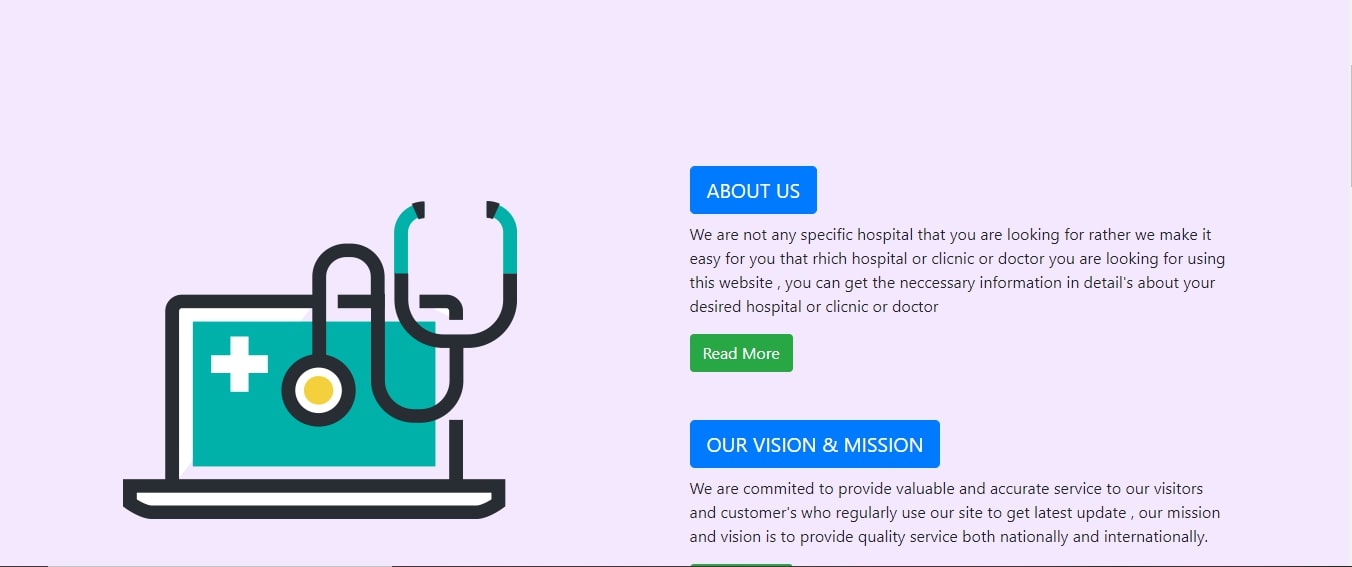 ABOUT US
We are not any specific hospital that you are looking for rather we make it
easy for you that rhich hospital or clicnic or doctor you are looking for using
this website , you can get the neccessary information in detail's about your
desired hospital or clicnic or doctor
Read More
OUR VISION & MISSION
We are commited to provide valuable and accurate service to our visitors
and customer's who regularly use our site to get latest update , our mission
and vision is to provide quality service both nationally and internationally.